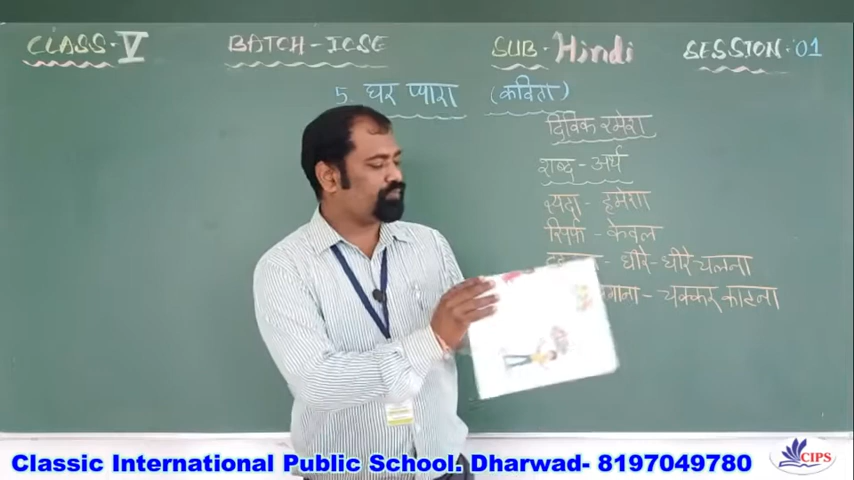 CLASS:- V BATCH - ICSE SUB:- Hindi SESSION:- 01
5 घर प्यारा (कविता)
दिविक रमेश
शब्द - अर्थ
सदा - हमेशा
सिर्फ - केवल
- धीरे-धीरे चलना
- चक्कर काटना
Classic International Public School, Dharwad- 8197049780
CIPS